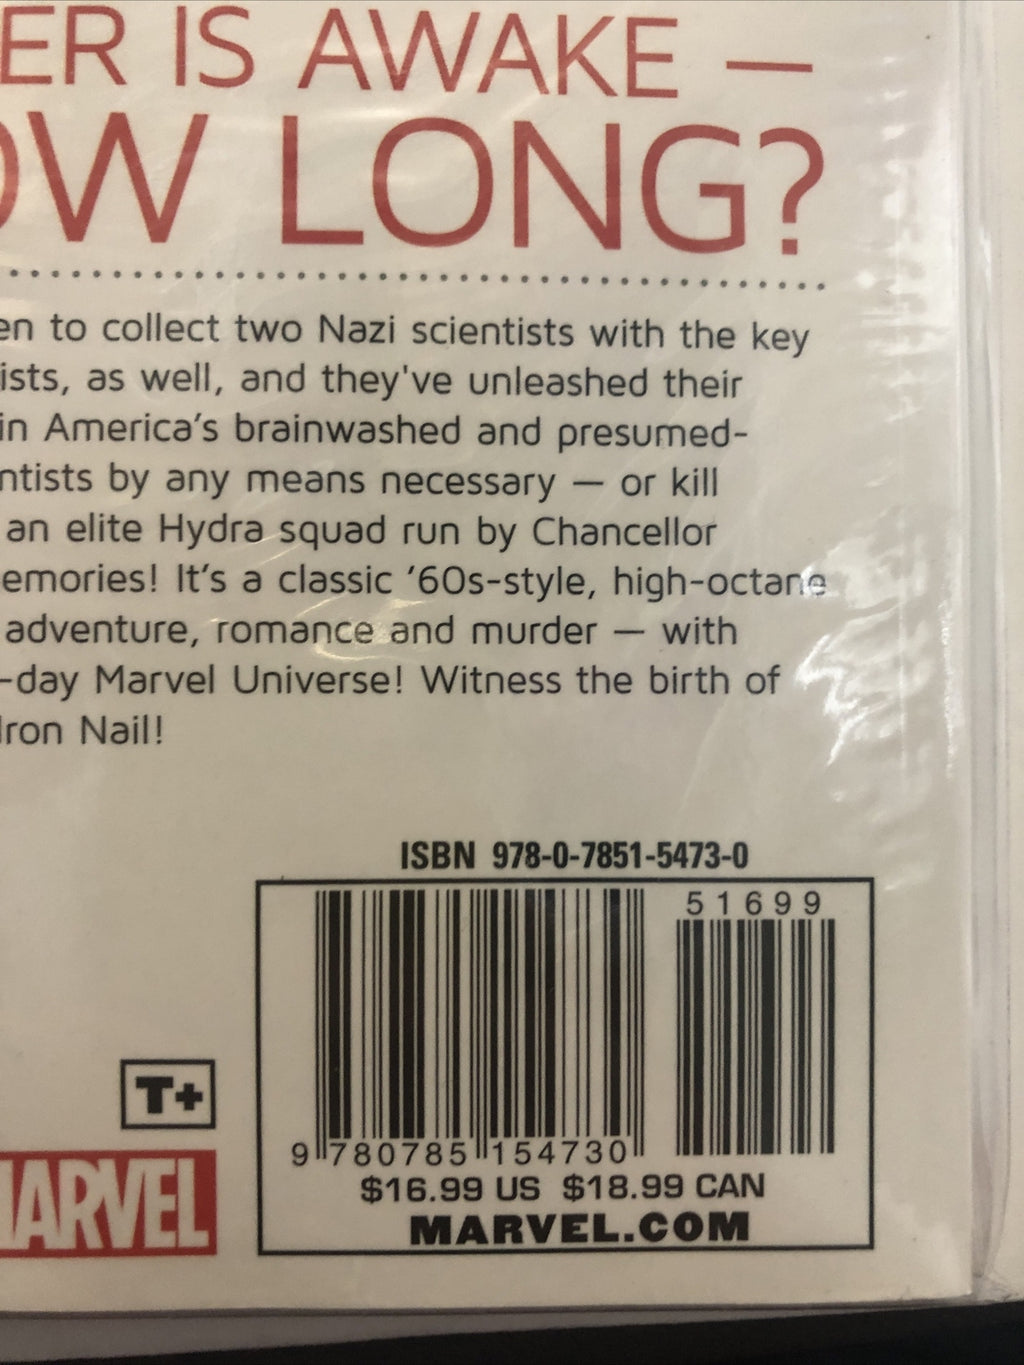 ER IS AWAKE —
OW LONG?
en to collect two Nazi scientists with the key
ists, as well, and they've unleashed their
in America's brainwashed and presumed-
ntists by any means necessary — or kill
an elite Hydra squad run by Chancellor
emories! It's a classic '60s-style, high-octane
adventure, romance and murder — with
-day Marvel Universe! Witness the birth of
Iron Nail!
ISBN 978-0-7851-5473-0
51699
T+
9 780785 154730
$16.99 US $18.99 CAN
MARVEL
MARVEL.COM